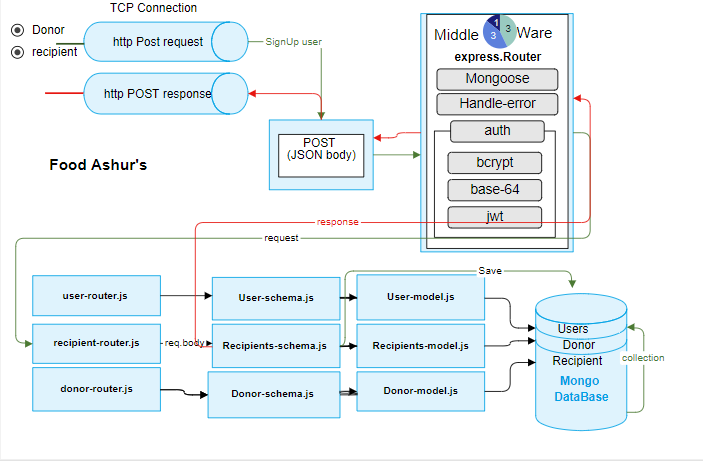 TCP Connection
Donor
recipient
http Post request
SignUp user
http POST response
Middle
1
3
3
Ware
express.Router
Mongoose
Handle-error
auth
bcrypt
base-64
jwt
POST
(JSON body)
Food Ashur's
response
request
Save
user-router.js
User-schema.js
User-model.js
recipient-router.js
req.body
Recipients-schema.js
Recipients-model.js
donor-router.js
Donor-schema.js
Donor-model.js
Users
Donor
Recipient
Mongo
DataBase
collection